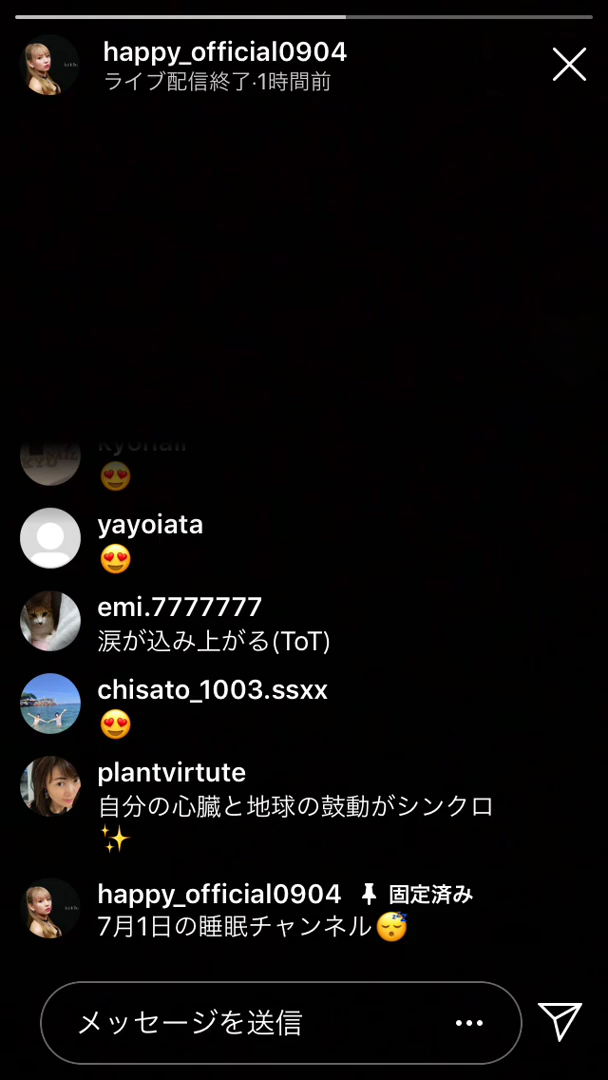 happy_official0904
ライブ配信終了·1時間前
😍
yayoiata
😍
emi.7777777
涙が込み上がる(ToT)
chisato_1003.ssxx
😍
plantvirtute
自分の心臓と地球の鼓動がシンクロ
✨
happy_official0904 固定済み
7月1日の睡眠チャンネル😴
メッセージを送信